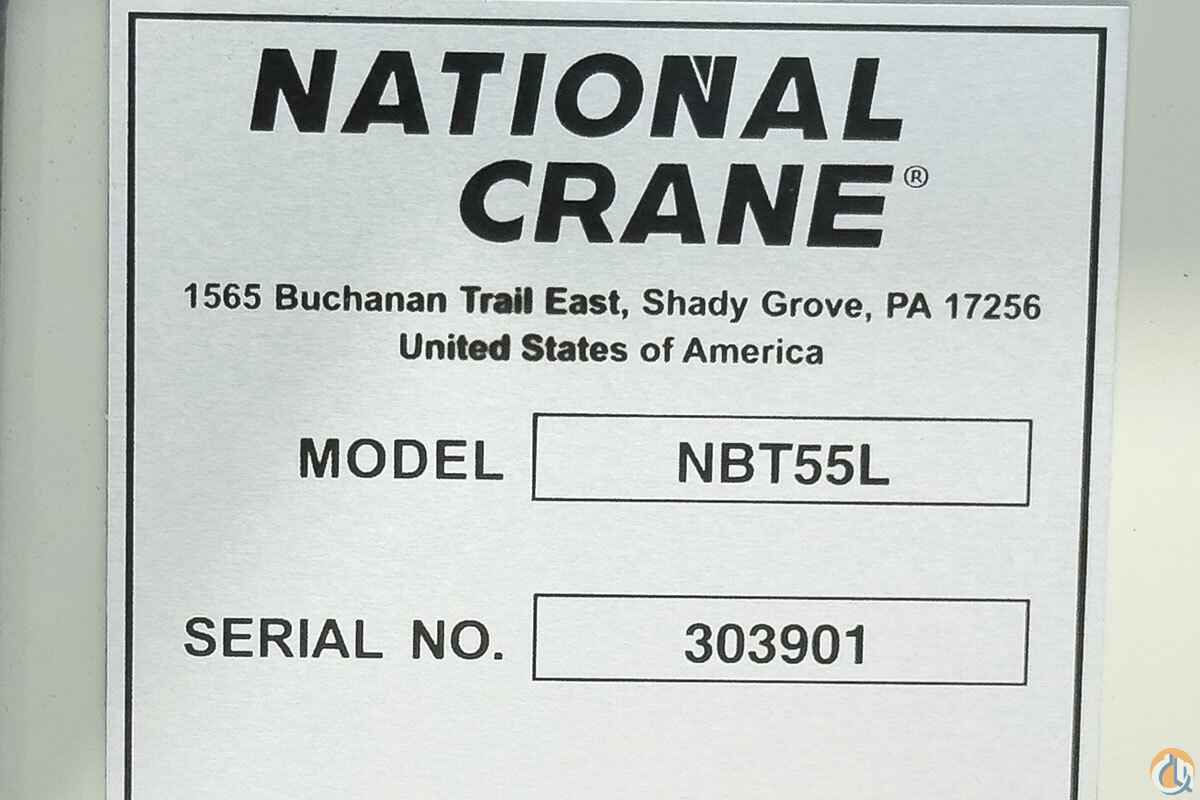 NATIONAL
CRANE®
1565 Buchanan Trail East, Shady Grove, PA 17256
United States of America
MODEL NBT55L
SERIAL NO. 303901